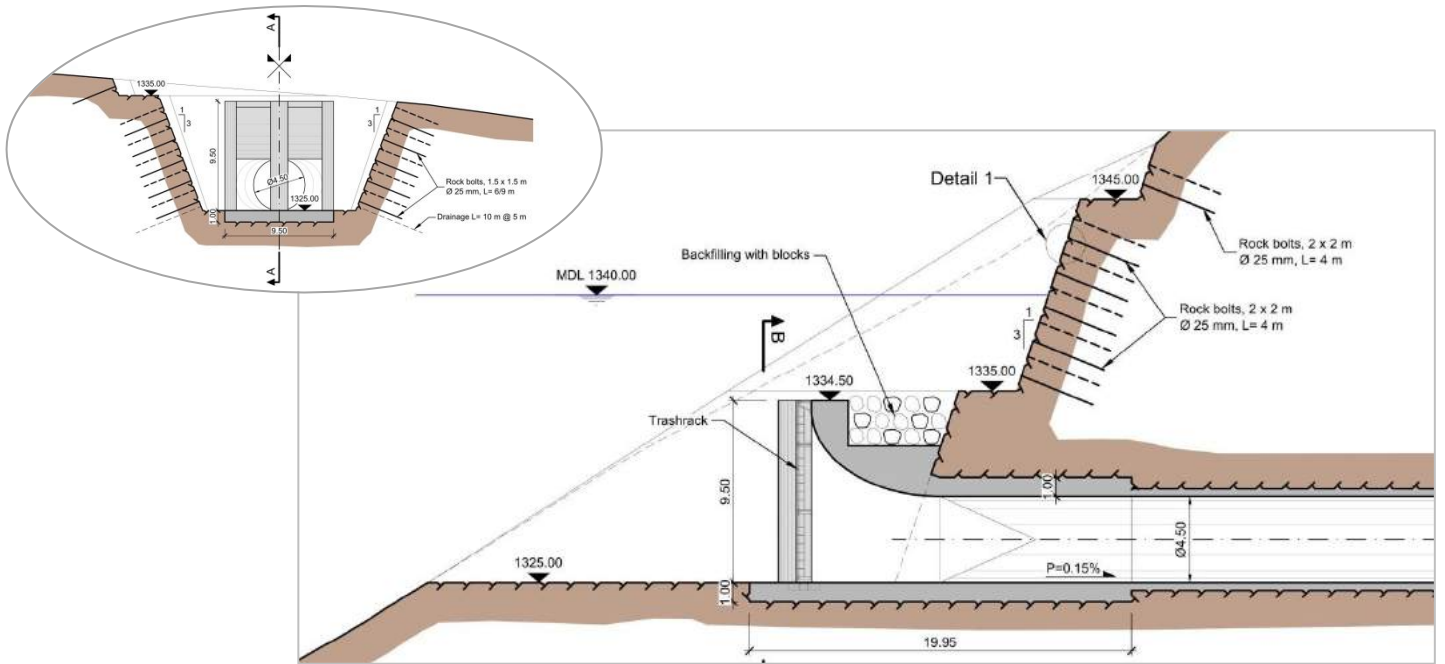 A
1335.00
1
3
1
3
9.50
Ø4.50
1325.00
1.00
9.50
Rock bolts, 1.5 x 1.5 m
Ø 25 mm, L= 6/9 m
Drainage L= 10 m @ 5 m
A
Detail 1
1345.00
Rock bolts, 2 x 2 m
Ø 25 mm, L= 4 m
Backfilling with blocks
MDL 1340.00
Rock bolts, 2 x 2 m
Ø 25 mm, L= 4 m
1
3
B
1334.50
1335.00
Trashrack
9.50
1.00
Ø4.50
1325.00
P=0.15%
1.00
19.95